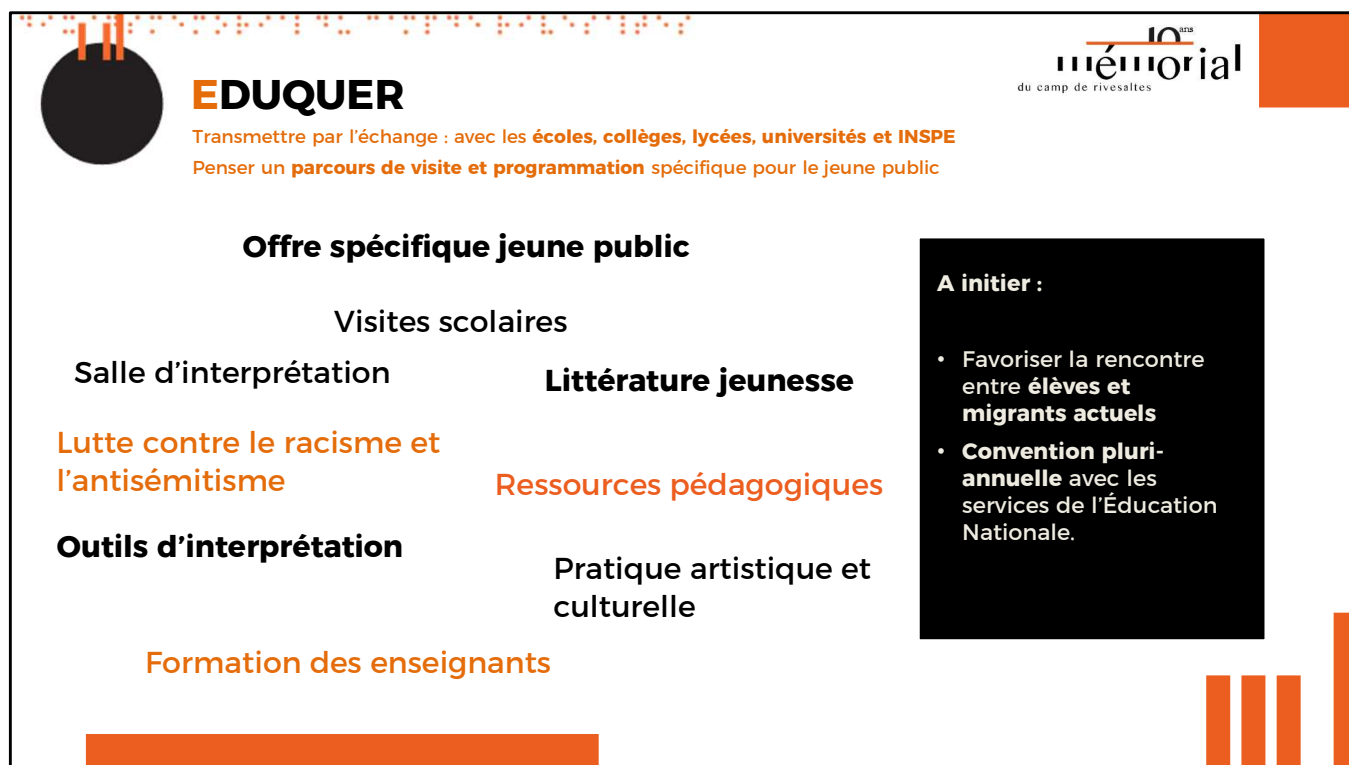 10 ans
mémorial
du camp de rivesaltes
EDUQUER
Transmettre par l’échange : avec les écoles, collèges, lycées, universités et INSPE
Penser un parcours de visite et programmation spécifique pour le jeune public
Offre spécifique jeune public
Visites scolaires
Salle d’interprétation
Littérature jeunesse
Lutte contre le racisme et
l’antisémitisme
Ressources pédagogiques
Outils d’interprétation
Pratique artistique et
culturelle
Formation des enseignants
A initier :
• Favoriser la rencontre
entre élèves et
migrants actuels
• Convention pluri-
annuelle avec les
services de l’Éducation
Nationale.